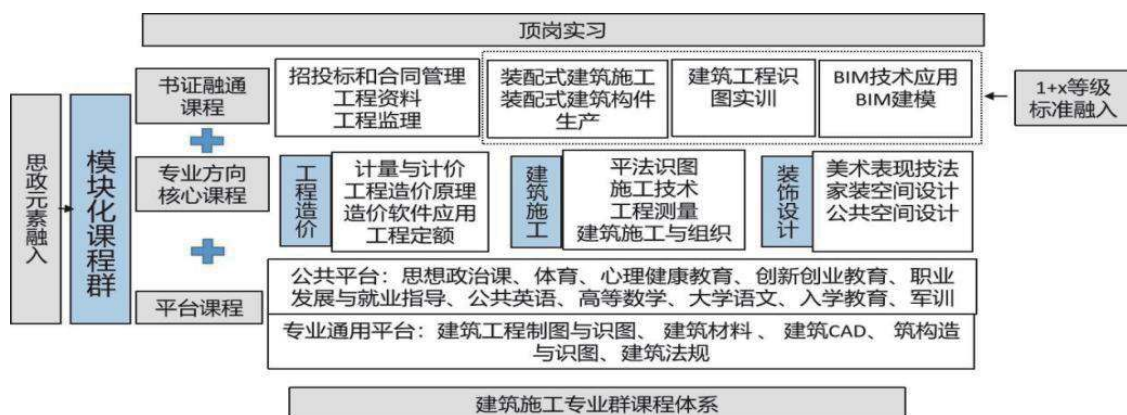 顶岗实习
书证融通
课程
招投标和合同管理
工程资料
工程监理
装配式建筑施工
装配式建筑构件
生产
建筑工程识
图实训
BIM技术应用
BIM建模
1+x等级
标准融入
思政元素融入
模块化课程群
专业方向
核心课程
工程造价
计量与计价
工程造价原理
造价软件应用
工程定额
建筑施工
平法识图
施工技术
工程测量
建筑施工与组织
装饰设计
美术表现技法
家装空间设计
公共空间设计
平台课程
公共平台：思想政治课、体育、心理健康教育、创新创业教育、职业
发展与就业指导、公共英语、高等数学、大学语文、入学教育、军训
专业通用平台：建筑工程制图与识图、 建筑材料 、建筑CAD、 筑构造
与识图、建筑法规
建筑施工专业群课程体系